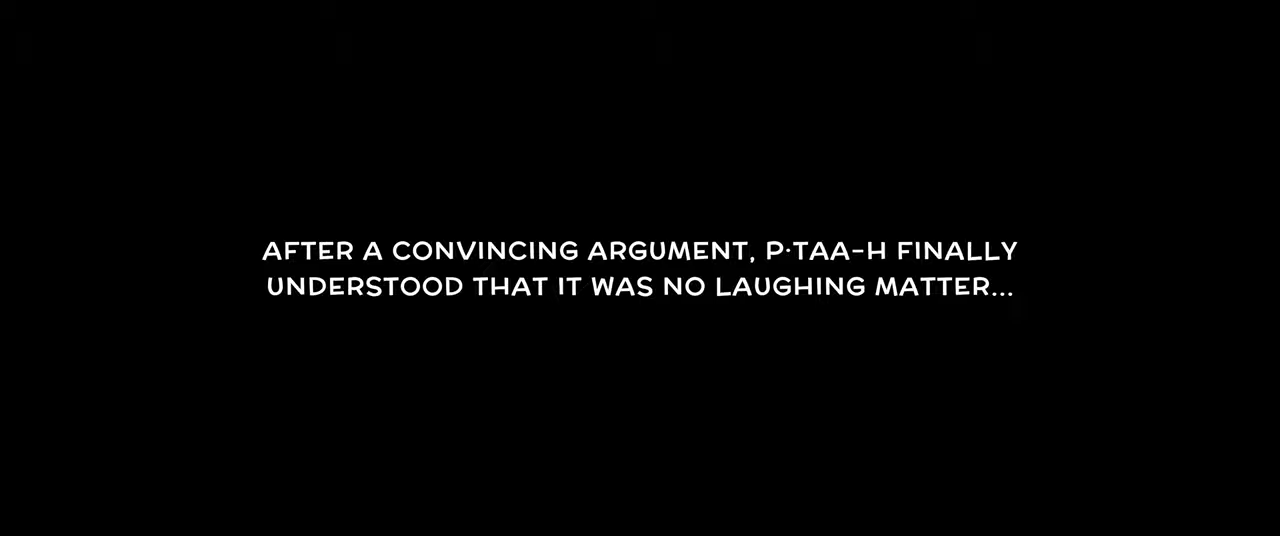 AFTER A CONVINCING ARGUMENT, P·TAA-H FINALLY
UNDERSTOOD THAT IT WAS NO LAUGHING MATTER...